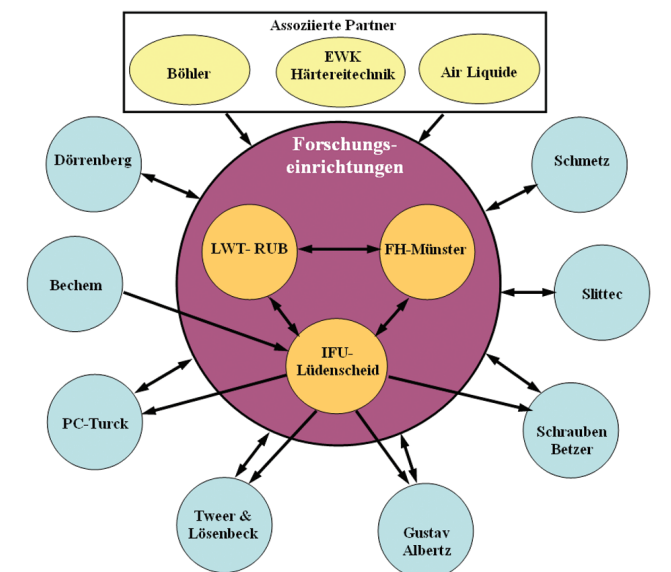 Assoziierte Partner
Böhler
EWK
Härtereitechnik
Air Liquide
Forschungs-
einrichtungen
Dörrenberg
Schmetz
LWT- RUB
FH-Münster
Bechem
Slittec
IFU-
Lüdenscheid
PC-Turck
Schrauben
Betzer
Tweer &
Lösenbeck
Gustav
Albertz